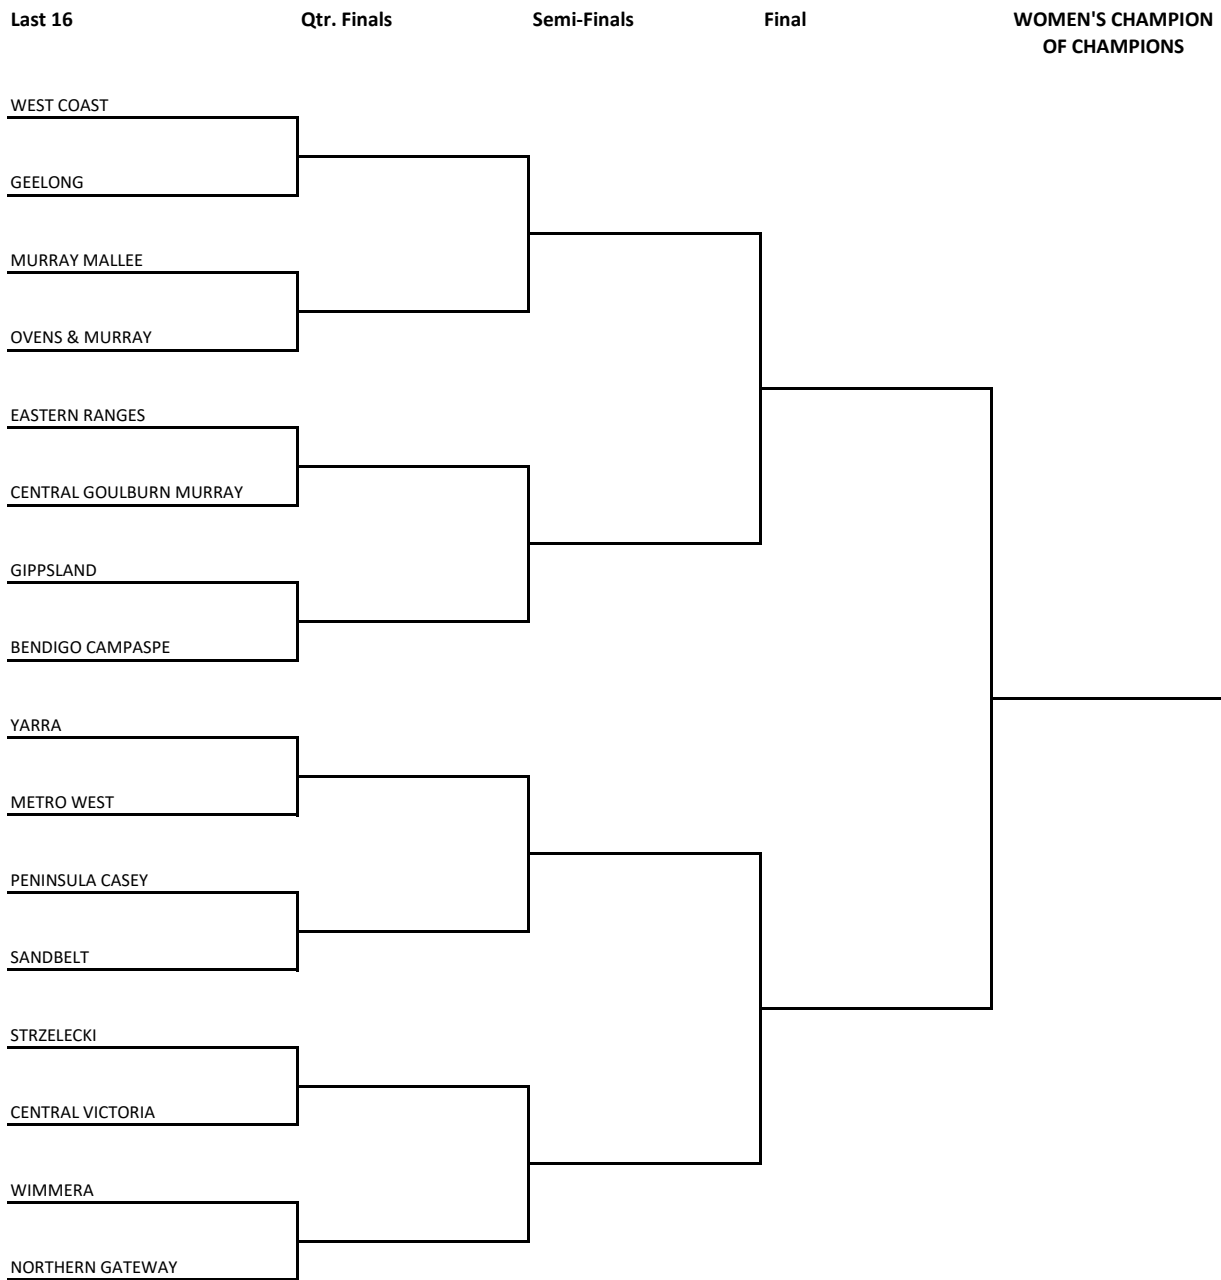 Last 16 Qtr. Finals Semi-Finals Final WOMEN'S CHAMPION
OF CHAMPIONS
WEST COAST
GEELONG
MURRAY MALLEE
OVENS & MURRAY
EASTERN RANGES
CENTRAL GOULBURN MURRAY
GIPPSLAND
BENDIGO CAMPASPE
YARRA
METRO WEST
PENINSULA CASEY
SANDBELT
STRZELECKI
CENTRAL VICTORIA
WIMMERA
NORTHERN GATEWAY